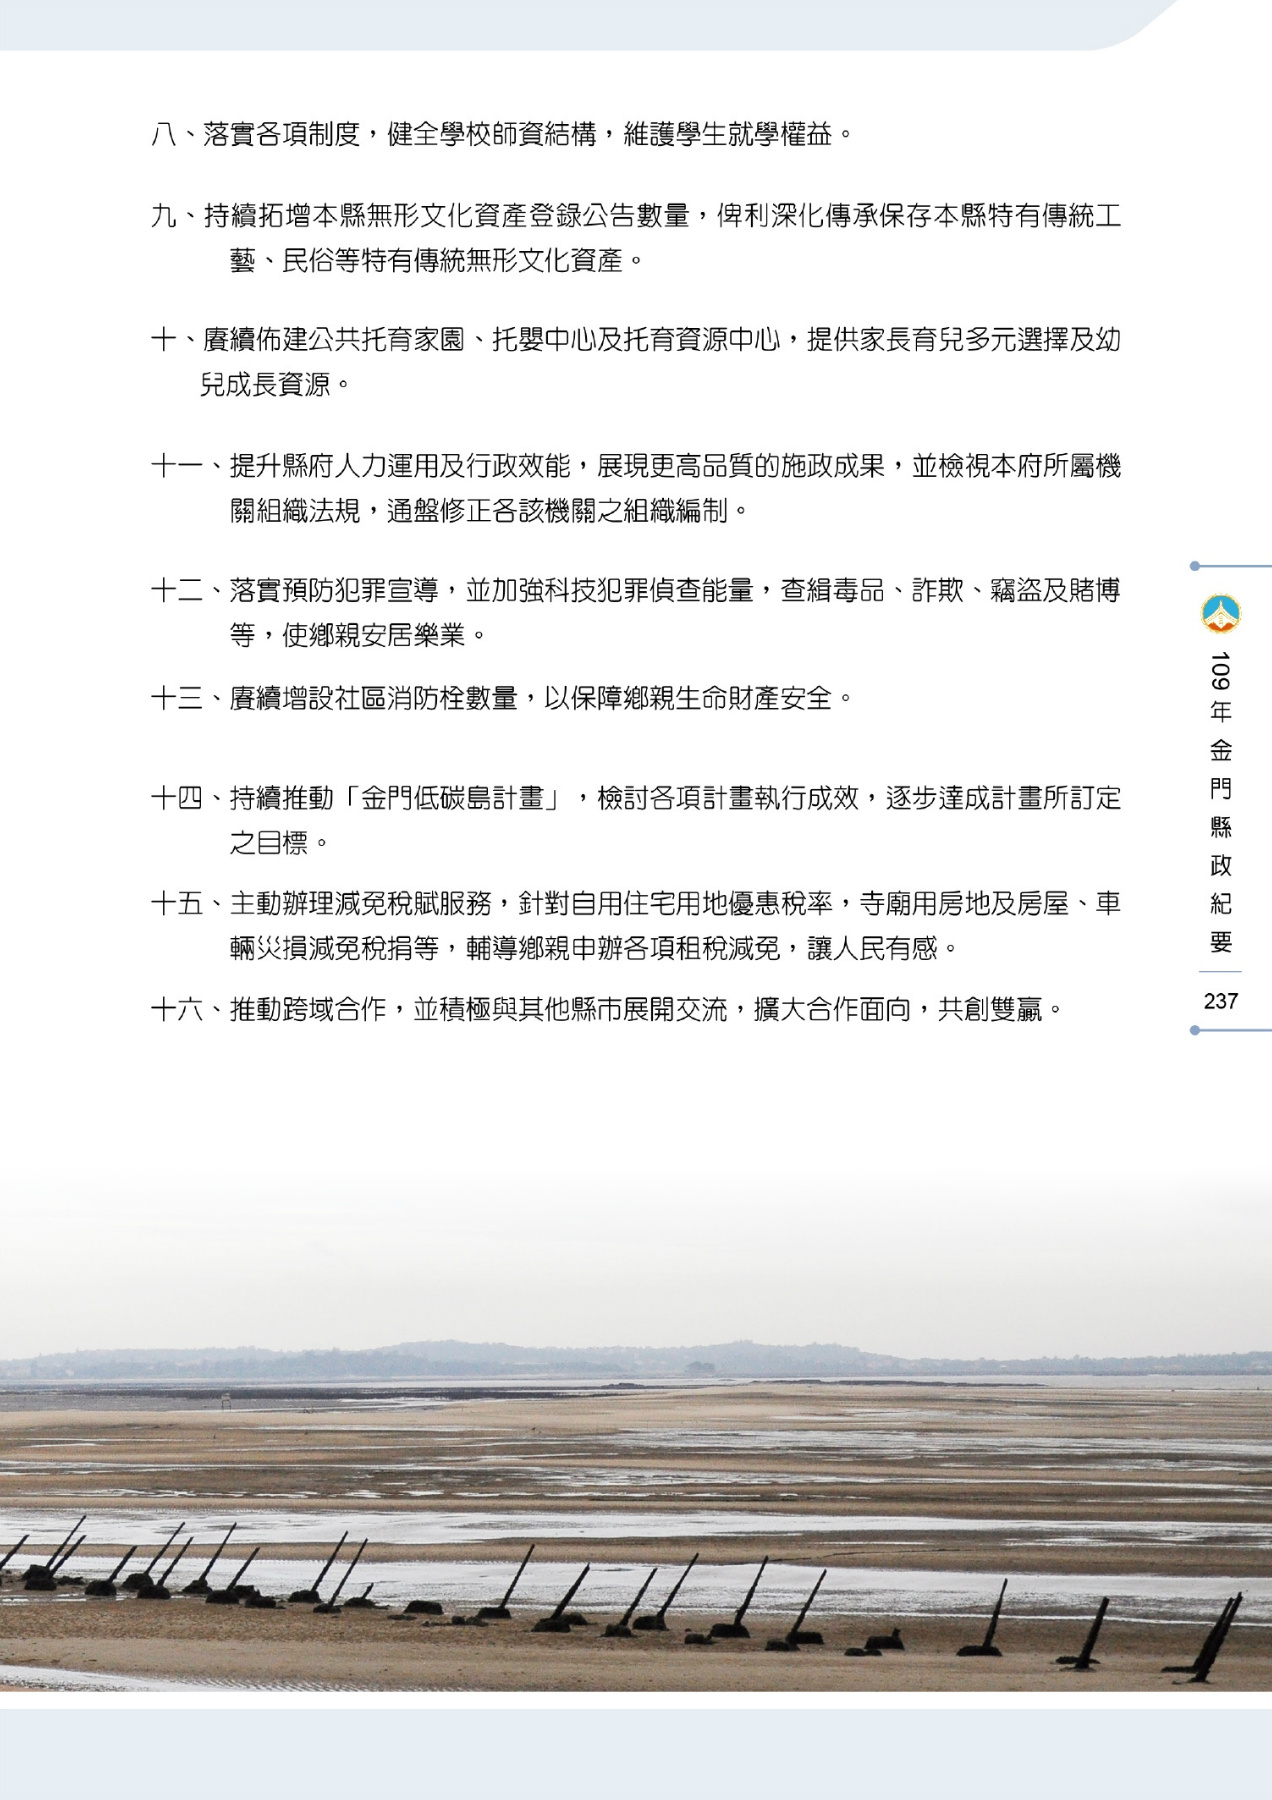 八、落實各項制度，健全學校師資結構，維護學生就學權益。
九、持續拓增本縣無形文化資產登錄公告數量，俾利深化傳承保存本縣特有傳統工
藝、民俗等特有傳統無形文化資產。
十、賡續佈建公共托育家園、托嬰中心及托育資源中心，提供家長育兒多元選擇及幼
兒成長資源。
十一、提升縣府人力運用及行政效能，展現更高品質的施政成果，並檢視本府所屬機
關組織法規，通盤修正各該機關之組織編制。
十二、落實預防犯罪宣導，並加強科技犯罪偵查能量，查緝毒品、詐欺、竊盜及賭博
等，使鄉親安居樂業。
十三、賡續增設社區消防栓數量，以保障鄉親生命財產安全。
十四、持續推動「金門低碳島計畫」，檢討各項計畫執行成效，逐步達成計畫所訂定
之目標。
十五、主動辦理減免稅賦服務，針對自用住宅用地優惠稅率，寺廟用房地及房屋、車
輛災損減免稅捐等，輔導鄉親申辦各項租稅減免，讓人民有感。
十六、推動跨域合作，並積極與其他縣市展開交流，擴大合作面向，共創雙贏。
109年金門縣政紀要
237